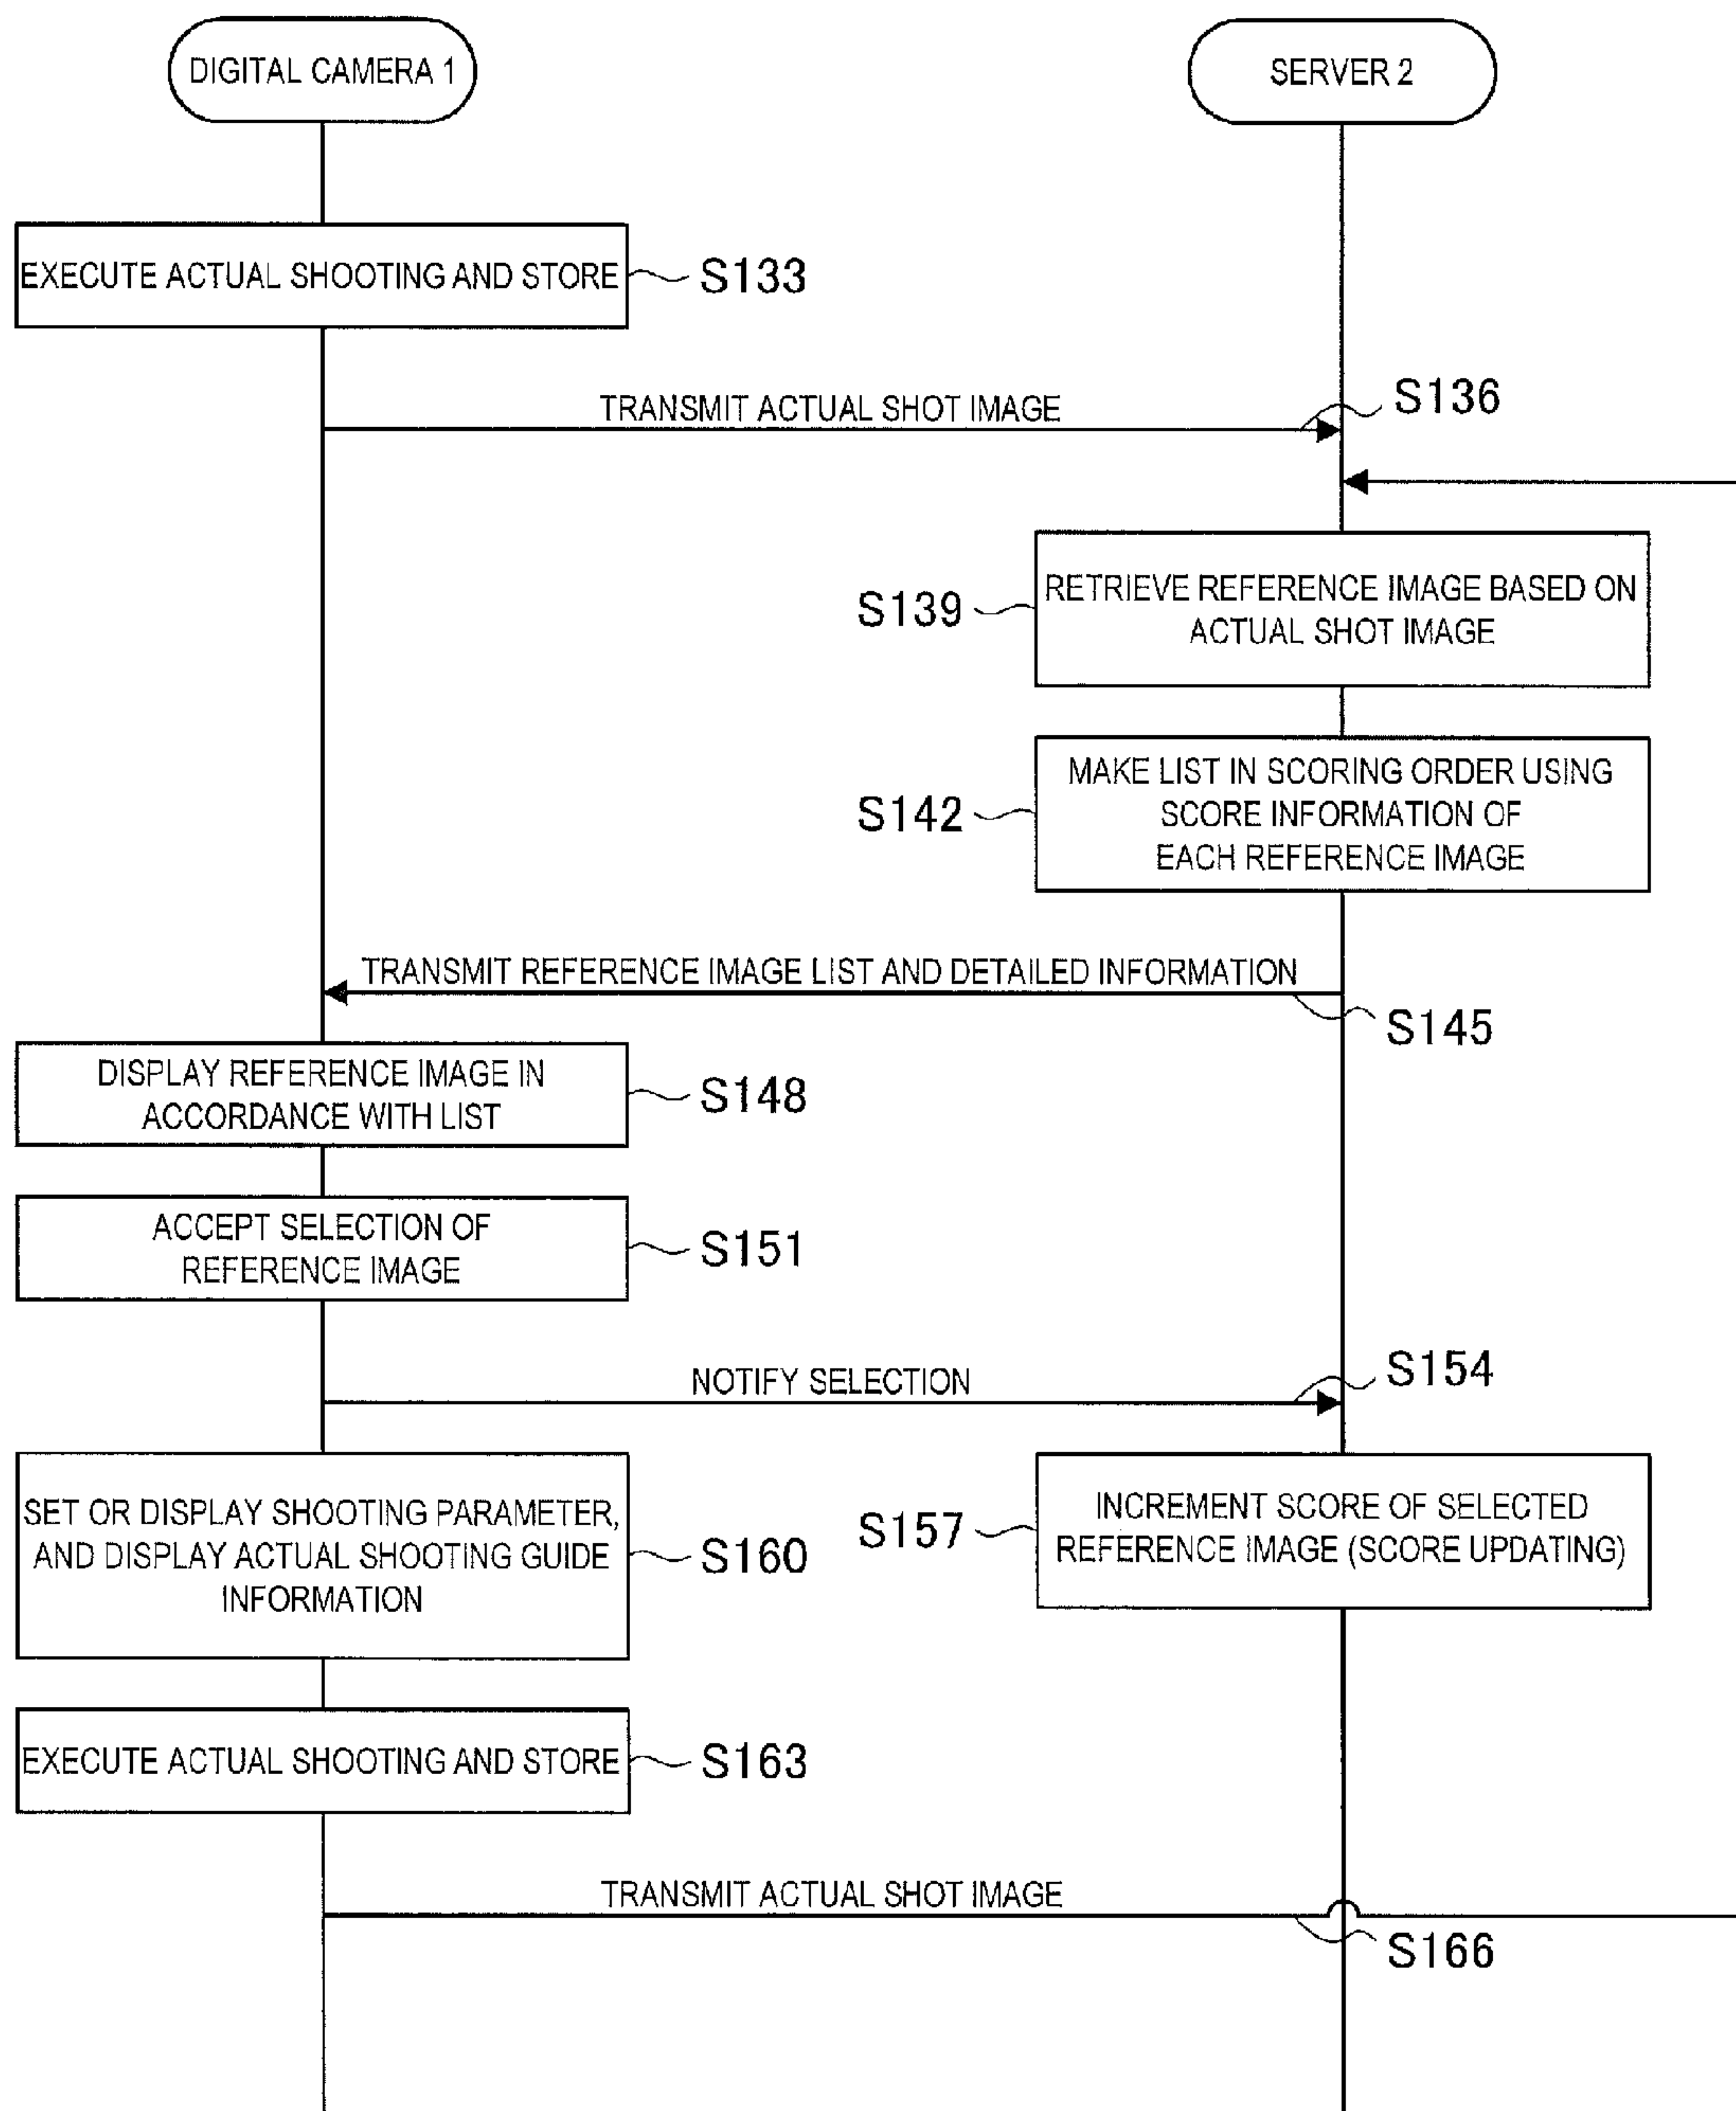 DIGITAL CAMERA 1
SERVER 2
EXECUTE ACTUAL SHOOTING AND STORE
S133
TRANSMIT ACTUAL SHOT IMAGE
S136
S139
RETRIEVE REFERENCE IMAGE BASED ON
ACTUAL SHOT IMAGE
S142
MAKE LIST IN SCORING ORDER USING
SCORE INFORMATION OF
EACH REFERENCE IMAGE
TRANSMIT REFERENCE IMAGE LIST AND DETAILED INFORMATION
S145
DISPLAY REFERENCE IMAGE IN
ACCORDANCE WITH LIST
S148
ACCEPT SELECTION OF
REFERENCE IMAGE
S151
NOTIFY SELECTION
S154
SET OR DISPLAY SHOOTING PARAMETER,
AND DISPLAY ACTUAL SHOOTING GUIDE
INFORMATION
S160
S157
INCREMENT SCORE OF SELECTED
REFERENCE IMAGE (SCORE UPDATING)
EXECUTE ACTUAL SHOOTING AND STORE
S163
TRANSMIT ACTUAL SHOT IMAGE
S166